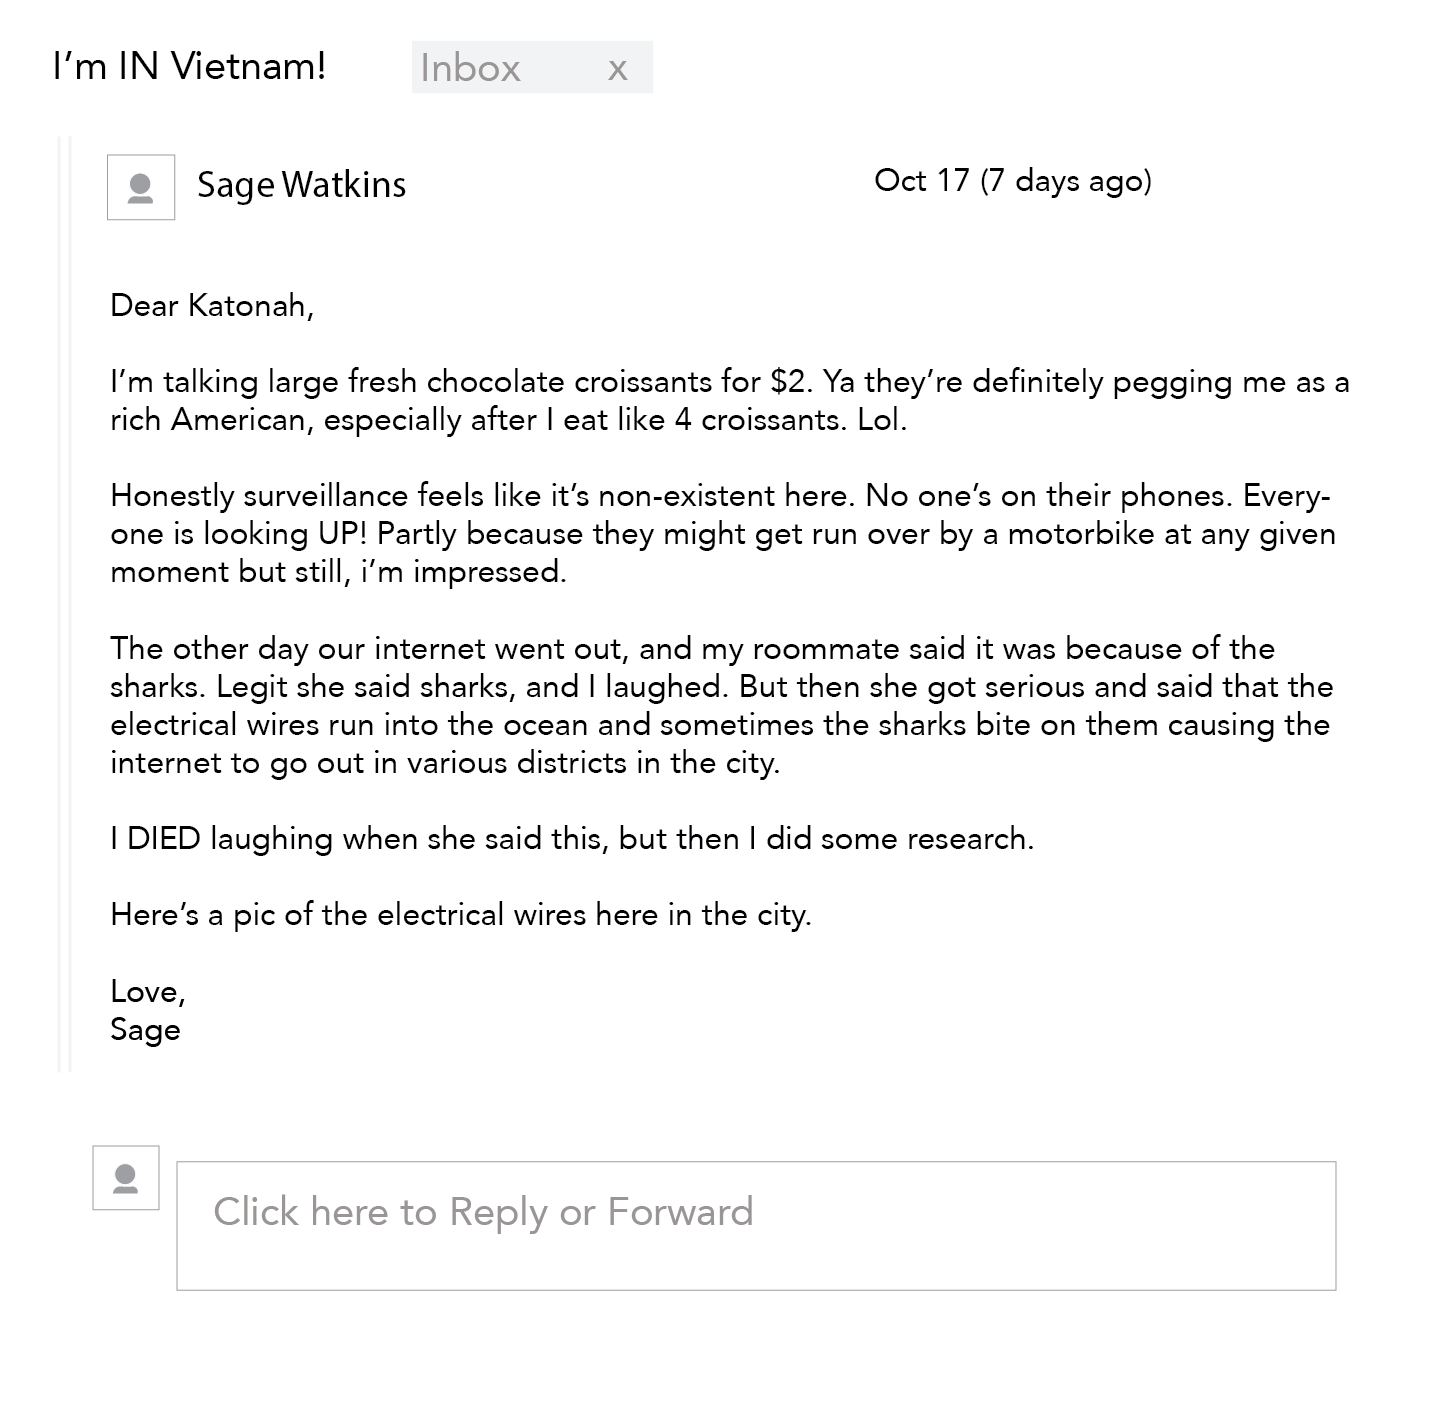 I’m IN Vietnam!
Inbox x
Sage Watkins
Oct 17 (7 days ago)
Dear Katonah,
I’m talking large fresh chocolate croissants for $2. Ya they’re definitely pegging me as a
rich American, especially after I eat like 4 croissants. Lol.
Honestly surveillance feels like it’s non-existent here. No one’s on their phones. Every-
one is looking UP! Partly because they might get run over by a motorbike at any given
moment but still, i’m impressed.
The other day our internet went out, and my roommate said it was because of the
sharks. Legit she said sharks, and I laughed. But then she got serious and said that the
electrical wires run into the ocean and sometimes the sharks bite on them causing the
internet to go out in various districts in the city.
I DIED laughing when she said this, but then I did some research.
Here’s a pic of the electrical wires here in the city.
Love,
Sage
Click here to Reply or Forward